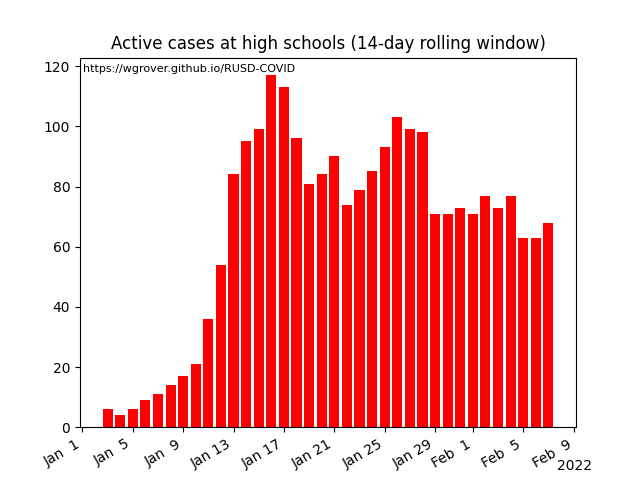 Active cases at high schools (14-day rolling window)
https://wgrover.github.io/RUSD-COVID
120
100
80
60
40
20
0
Jan 1
Jan 5
Jan 9
Jan 13
Jan 17
Jan 21
Jan 25
Jan 29
Feb 1
Feb 5
Feb 9
2022